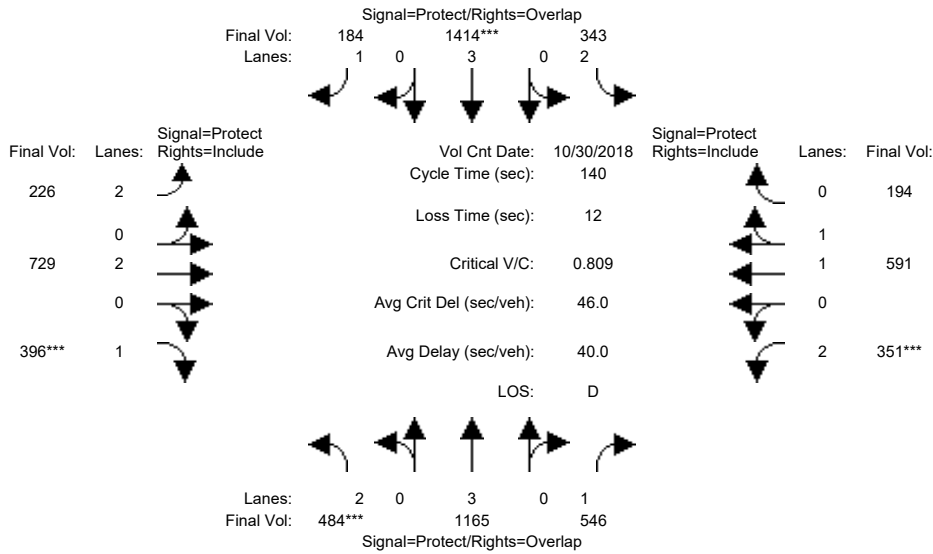 Signal=Protect/Rights=Overlap
Final Vol: 184 1414*** 343
Lanes: 1 0 3 0 2
Signal=Protect
Final Vol: Lanes: Rights=Include
Vol Cnt Date: 10/30/2018
Signal=Protect
Rights=Include Lanes: Final Vol:
Cycle Time (sec): 140
226 2
0 194
Loss Time (sec): 12
0
1
729 2
Critical V/C: 0.809
1 591
0
Avg Crit Del (sec/veh): 46.0
0
396*** 1
Avg Delay (sec/veh): 40.0
2 351***
LOS: D
Lanes: 2 0 3 0 1
Final Vol: 484*** 1165 546
Signal=Protect/Rights=Overlap